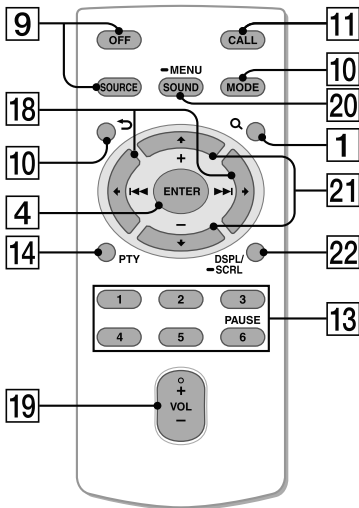 9 11
OFF CALL
MENU 10
SOURCE SOUND MODE
18 20
10 1
+
ENTER 21
4
−
14 PTY DSPL/ 22
SCRL
1 2 3
PAUSE 13
4 5 6
19 + VOL −